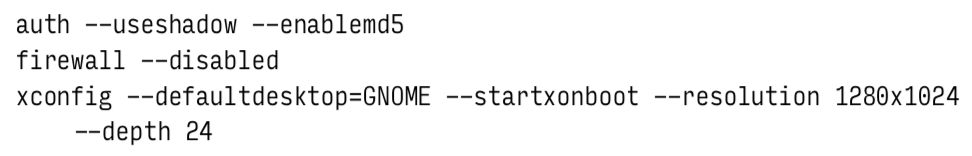 auth --useshadow --enablemd5
firewall --disabled
xconfig --defaultdesktop=GNOME --startxonboot --resolution 1280x1024
--depth 24